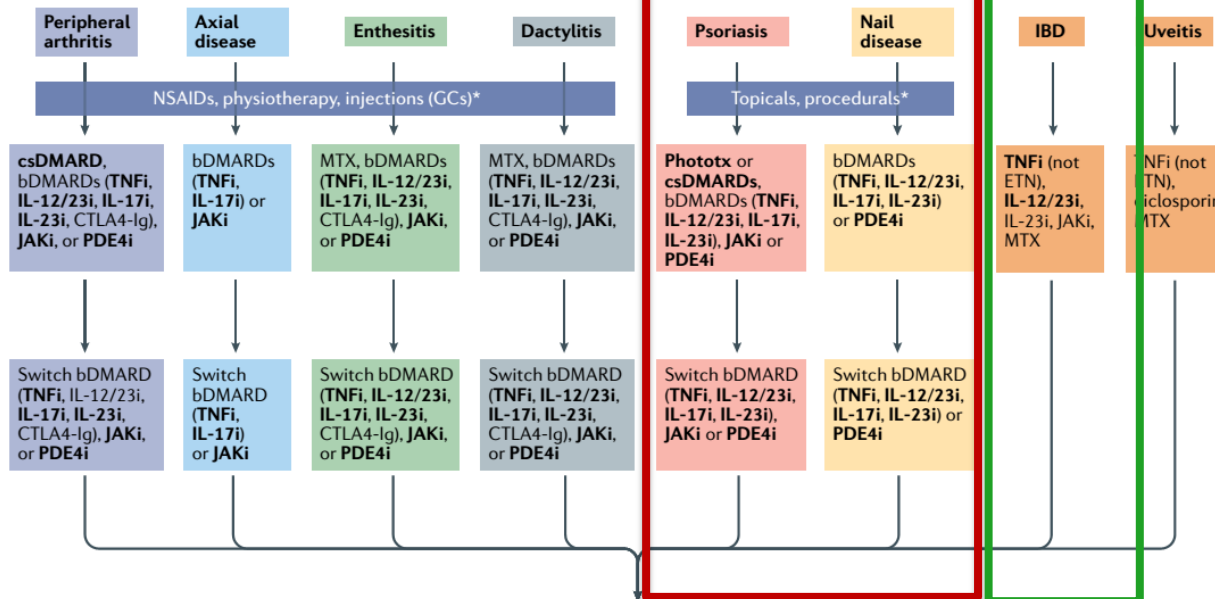 Peripheral
arthritis
Axial
disease
Enthesitis
Dactylitis
Psoriasis
Nail
disease
IBD
Uveitis
NSAIDs, physiotherapy, injections (GCs)*
Topicals, procedurals*
csDMARD,
bDMARDs (TNFi,
IL-12/23i, IL-17i,
IL-23i, CTLA4-Ig),
JAKi, or PDE4i
bDMARDs
(TNFi,
IL-17i) or
JAKi
MTX, bDMARDs
(TNFi, IL-12/23i,
IL-17i, IL-23i,
CTLA4-Ig), JAKi,
or PDE4i
MTX, bDMARDs
(TNFi, IL-12/23i,
IL-17i, IL-23i,
CTLA4-Ig), JAKi,
or PDE4i
Phototx or
csDMARDs,
bDMARDs (TNFi,
IL-12/23i, IL-17i,
IL-23i), JAKi or
PDE4i
bDMARDs
(TNFi, IL-12/23i,
IL-17i, IL-23i)
or PDE4i
TNFi (not
ETN),
IL-12/23i,
IL-23i, JAKi,
MTX
TNFi (not
MTX
Switch bDMARD
(TNFi, IL-12/23i,
IL-17i, IL-23i,
CTLA4-Ig), JAKi,
or PDE4i
Switch
bDMARD
(TNFi,
IL-17i)
or JAKi
Switch bDMARD
(TNFi, IL-12/23i,
IL-17i, IL-23i,
CTLA4-Ig), JAKi,
or PDE4i
Switch bDMARD
(TNFi, IL-12/23i,
IL-17i, IL-23i,
CTLA4-Ig), JAKi,
or PDE4i
Switch bDMARD
(TNFi, IL-12/23i,
IL-17i, IL-23i),
JAKi or PDE4i
Switch bDMARD
(TNFi, IL-12/23i,
IL-17i, IL-23i) or
PDE4i